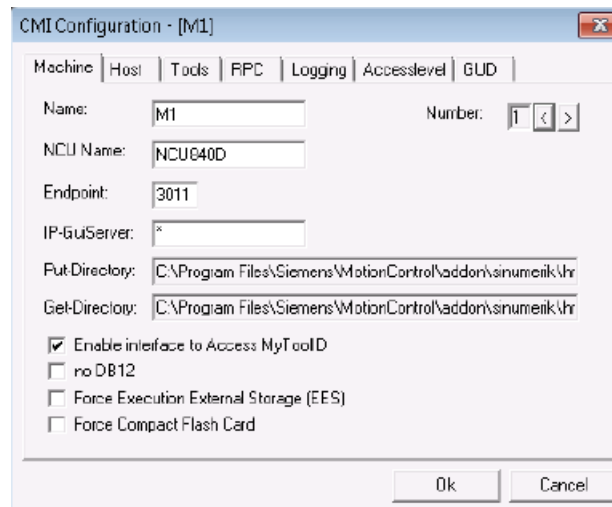 CMI Configuration - [M1]
Machine Host Tools RPC Logging Accesslevel GUD
Name: M1 Number: 1 < >
NCU Name: NCU840D
Endpoint: 3011
IP-GuiServer: *
Put-Directory: C:\Program Files\Siemens\MotionControl\addon\sinumerik\hr
Get-Directory: C:\Program Files\Siemens\MotionControl\addon\sinumerik\hr
Enable interface to Access MyToolID
no DB12
Force Execution External Storage (EES)
Force Compact Flash Card
Ok Cancel